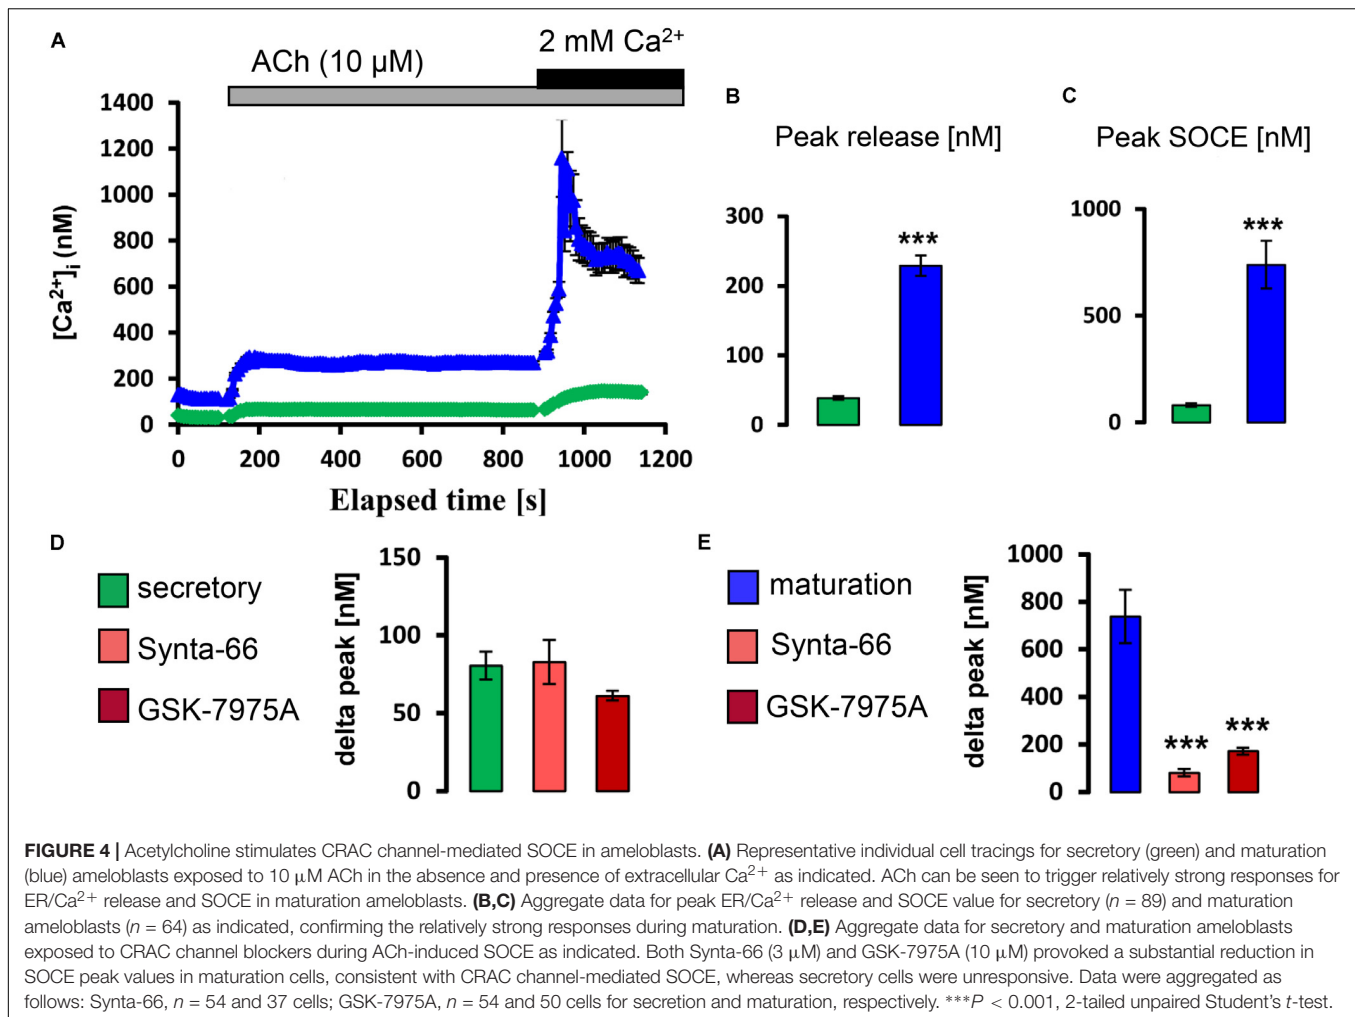 A
ACh (10 µM)
2 mM Ca²⁺
1400
1200
1000
800
600
400
200
0
[Ca²⁺]ᵢ (nM)
0 200 400 600 800 1000 1200
Elapsed time [s]
B
Peak release [nM]
300
200
100
0
***
C
Peak SOCE [nM]
1000
500
0
***
D
secretory
Synta-66
GSK-7975A
delta peak [nM]
150
100
50
0
E
maturation
Synta-66
GSK-7975A
delta peak [nM]
1000
800
600
400
200
0
***
***
FIGURE 4 | Acetylcholine stimulates CRAC channel-mediated SOCE in ameloblasts. (A) Representative individual cell tracings for secretory (green) and maturation
(blue) ameloblasts exposed to 10 µM ACh in the absence and presence of extracellular Ca²⁺ as indicated. ACh can be seen to trigger relatively strong responses for
ER/Ca²⁺ release and SOCE in maturation ameloblasts. (B,C) Aggregate data for peak ER/Ca²⁺ release and SOCE value for secretory (n = 89) and maturation
ameloblasts (n = 64) as indicated, confirming the relatively strong responses during maturation. (D,E) Aggregate data for secretory and maturation ameloblasts
exposed to CRAC channel blockers during ACh-induced SOCE as indicated. Both Synta-66 (3 µM) and GSK-7975A (10 µM) provoked a substantial reduction in
SOCE peak values in maturation cells, consistent with CRAC channel-mediated SOCE, whereas secretory cells were unresponsive. Data were aggregated as
follows: Synta-66, n = 54 and 37 cells; GSK-7975A, n = 54 and 50 cells for secretion and maturation, respectively. ***P < 0.001, 2-tailed unpaired Student's t-test.